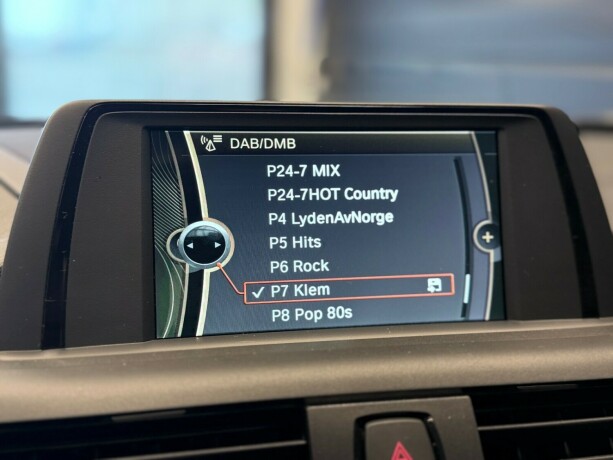 DAB/DMB
P24-7 MIX
P24-7HOT Country
P4 LydenAvNorge
P5 Hits
P6 Rock
P7 Klem
P8 Pop 80s